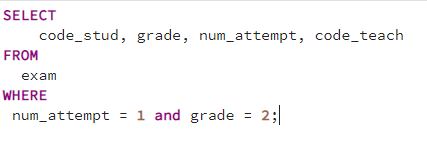 SELECT
code_stud, grade, num_attempt, code_teach
FROM
exam
WHERE
num_attempt = 1 and grade = 2;